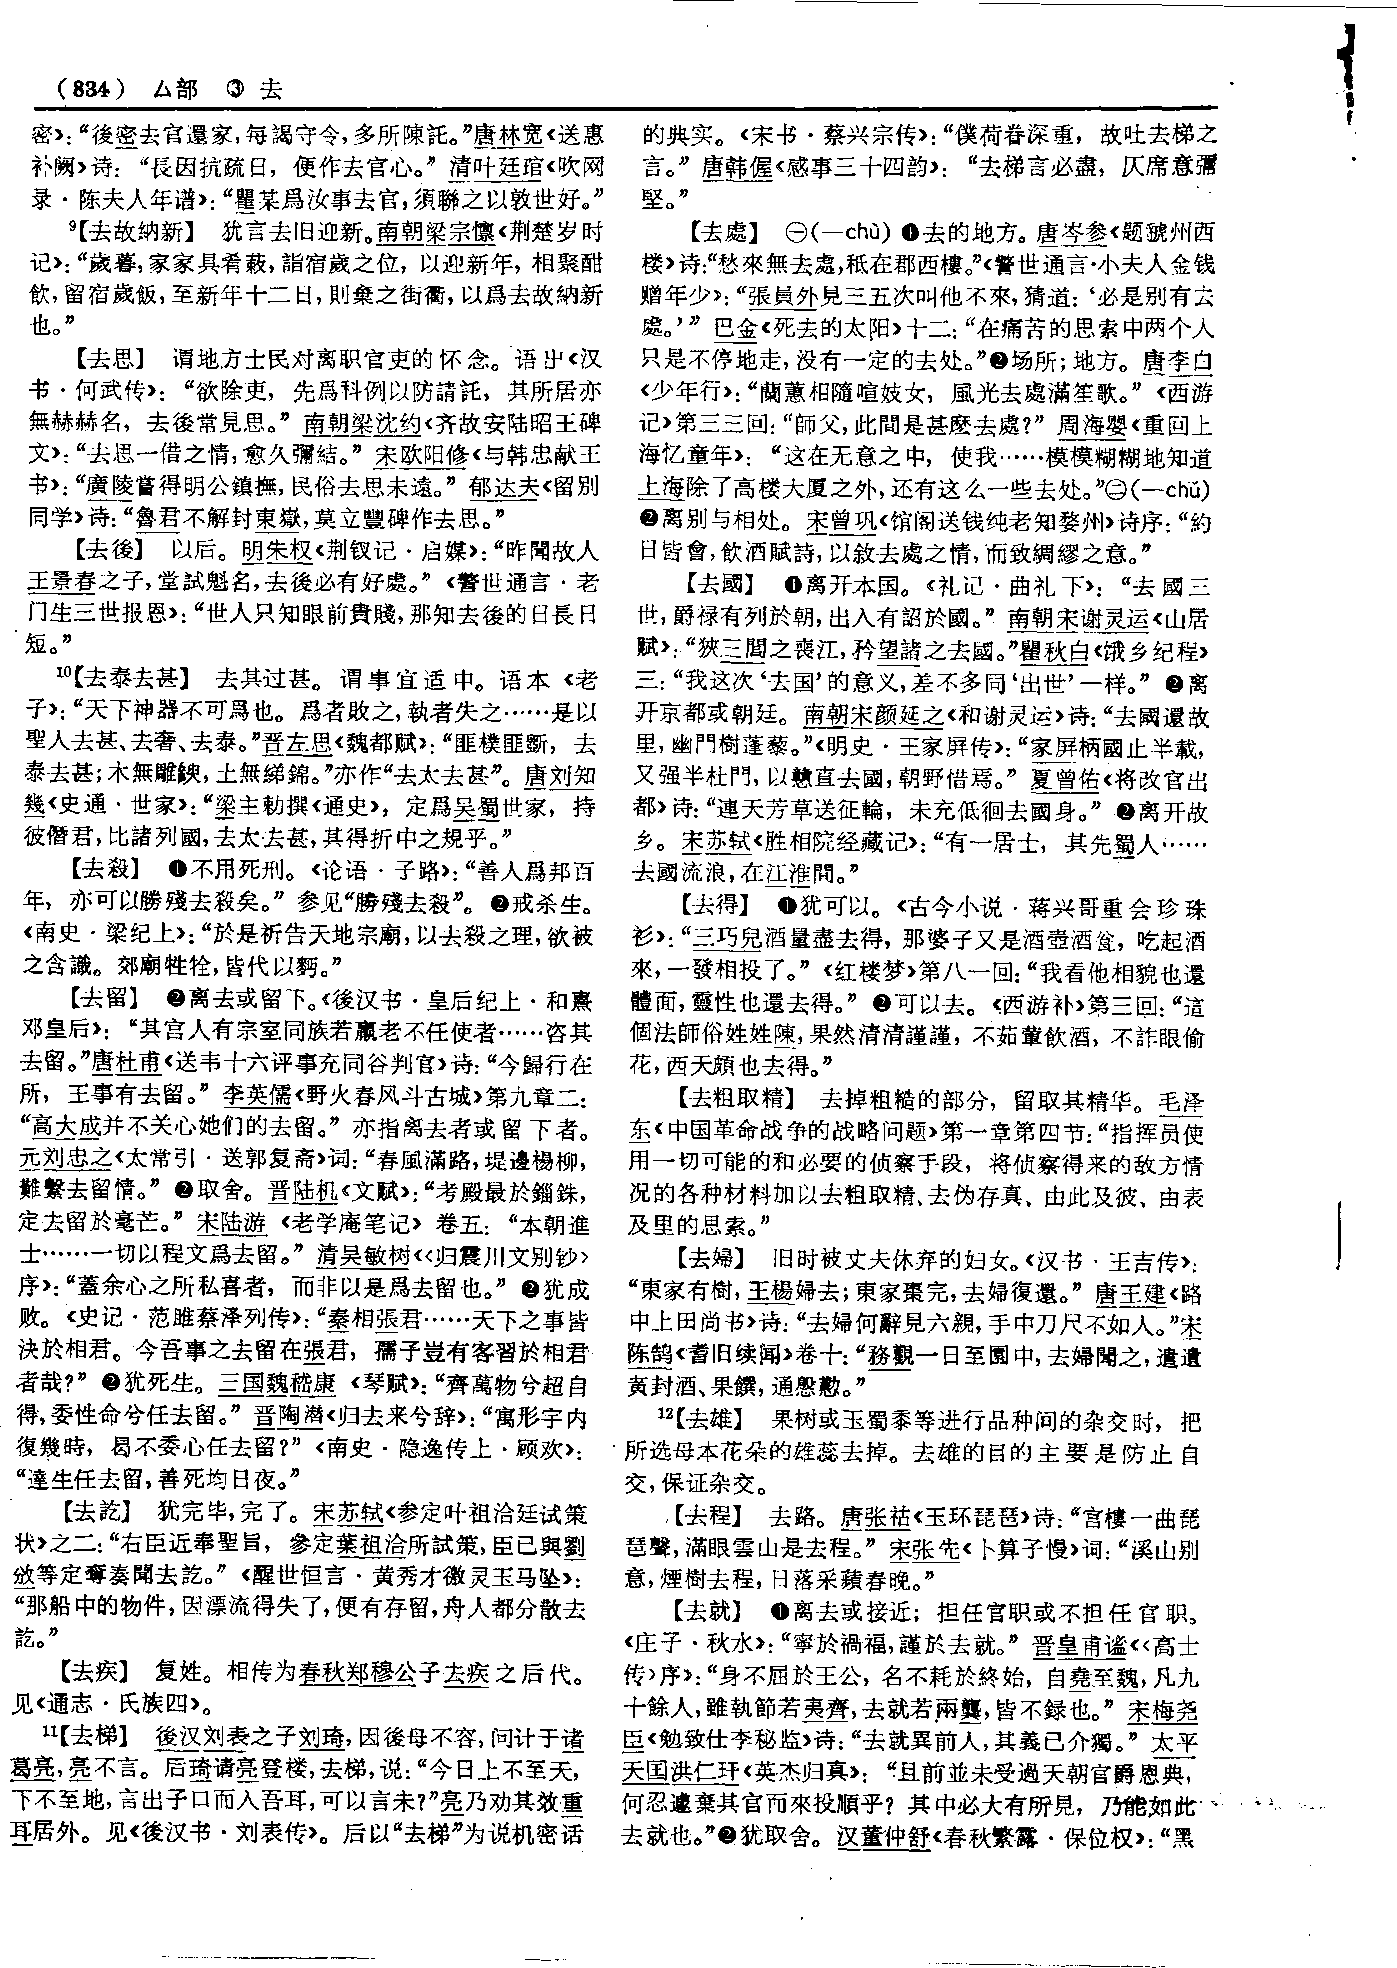 （834） 厶部 ③ 去
密》：“後密去官還家，每謁守令，多所陳託。”唐林宽《送惠
补阙》诗：“長因抗疏日，便作去官心。”清叶廷琯《吹网
录·陈夫人年谱》：“瞿某爲汝事去官，須聯之以敦世好。”
9【去故納新】 犹言去旧迎新。南朝梁宗懔《荆楚岁时
记》：“歲暮，家家具肴蔌，詣宿歲之位，以迎新年，相聚酣
飲，留宿歲飯，至新年十二日，則棄之街衢，以爲去故納新
也。”
【去思】 谓地方士民对离职官吏的怀念。语出《汉
书·何武传》：“欲除吏，先爲科例以防請託，其所居亦
無赫赫名，去後常見思。”南朝梁沈约《齐故安陆昭王碑
文》：“去思一借之情，愈久彌結。”宋欧阳修《与韩忠献王
书》：“廣陵嘗得明公鎮撫，民俗去思未遠。”郁达夫《留别
同学》诗：“魯君不解封東嶽，莫立豐碑作去思。”
【去後】 以后。明朱权《荆钗记·启媒》：“昨聞故人
王景春之子，堂試魁名，去後必有好處。”《警世通言·老
门生三世报恩》：“世人只知眼前貴賤，那知去後的日長日
短。”
10【去泰去甚】 去其过甚。谓事宜适中。语本《老
子》：“天下神器不可爲也。爲者敗之，執者失之……是以
聖人去甚、去奢、去泰。”晋左思《魏都赋》：“匪樸匪斲，去
泰去甚；木無雕鎪，土無綈錦。”亦作“去太去甚”。唐刘知
幾《史通·世家》：“梁主勅撰《通史》，定爲吴蜀世家，持
彼僭君，比諸列國，去太去甚，其得折中之規乎。”
【去殺】 ❶不用死刑。《论语·子路》：“善人爲邦百
年，亦可以勝殘去殺矣。”参见“勝殘去殺”。❷戒杀生。
《南史·梁纪上》：“於是祈告天地宗廟，以去殺之理，欲被
之含識。郊廟牲牷，皆代以麪。”
【去留】 ❷离去或留下。《後汉书·皇后纪上·和熹
邓皇后》：“其宫人有宗室同族若羸老不任使者……咨其
去留。”唐杜甫《送韦十六评事充同谷判官》诗：“今歸行在
所，王事有去留。”李英儒《野火春风斗古城》第九章二：
“高大成并不关心她们的去留。”亦指离去者或留下者。
元刘忠之《太常引·送郭复斋》词：“春風滿路，堤邊楊柳，
難繫去留情。”❷取舍。晋陆机《文赋》：“考殿最於錙銖，
定去留於毫芒。”宋陆游《老学庵笔记》卷五：“本朝進
士……一切以程文爲去留。”清吴敏树《〈归震川文别钞〉
序》：“蓋余心之所私喜者，而非以是爲去留也。”❷犹成
败。《史记·范雎蔡泽列传》：“秦相張君……天下之事皆
決於相君。今吾事之去留在張君，孺子豈有客習於相君
者哉？”❷犹死生。三国魏嵇康《琴赋》：“齊萬物兮超自
得，委性命兮任去留。”晋陶潜《归去来兮辞》：“寓形宇内
復幾時，曷不委心任去留？”《南史·隐逸传上·顾欢》：
“達生任去留，善死均日夜。”
【去訖】 犹完毕，完了。宋苏轼《参定叶祖洽廷试策
状》之二：“右臣近奉聖旨，參定葉祖洽所試策，臣已與劉
攽等定奪奏聞去訖。”《醒世恒言·黄秀才徼灵玉马坠》：
“那船中的物件，因漂流得失了，便有存留，舟人都分散去
訖。”
【去疾】 复姓。相传为春秋郑穆公子去疾之后代。
见《通志·氏族四》。
11【去梯】 後汉刘表之子刘琦，因後母不容，问计于诸
葛亮，亮不言。后琦请亮登楼，去梯，说：“今日上不至天，
下不至地，言出子口而入吾耳，可以言未？”亮乃劝其效重
耳居外。见《後汉书·刘表传》。后以“去梯”为说机密话
的典实。《宋书·蔡兴宗传》：“僕荷眷深重，故吐去梯之
言。”唐韩偓《感事三十四韵》：“去梯言必盡，仄席意彌
堅。”
【去處】 ㊀(—chù) ❶去的地方。唐岑参《题虢州西
楼》诗：“愁來無去處，秖在郡西樓。”《警世通言·小夫人金钱
赠年少》：“張員外見三五次叫他不來，猜道：‘必是别有去
處。’”巴金《死去的太阳》十二：“在痛苦的思索中两个人
只是不停地走，没有一定的去处。”❷场所；地方。唐李白
《少年行》：“蘭蕙相隨喧妓女，風光去處滿笙歌。”《西游
记》第三三回：“師父，此間是甚麽去處？”周海婴《重回上
海忆童年》：“这在无意之中，使我……模模糊糊地知道
上海除了高楼大厦之外，还有这么一些去处。”㊁(—chǔ)
❷离别与相处。宋曾巩《馆阁送钱纯老知婺州》诗序：“約
日皆會，飲酒賦詩，以敘去處之情，而致綢繆之意。”
【去國】 ❶离开本国。《礼记·曲礼下》：“去國三
世，爵禄有列於朝，出入有詔於國。”南朝宋谢灵运《山居
赋》：“狹三閭之喪江，矜望諸之去國。”瞿秋白《饿乡纪程》
三：“我这次‘去国’的意义，差不多同‘出世’一样。”❷离
开京都或朝廷。南朝宋颜延之《和谢灵运》诗：“去國還故
里，幽門樹蓬藜。”《明史·王家屏传》：“家屏柄國止半載，
又强半杜門，以戇直去國，朝野惜焉。”夏曾佑《将改官出
都》诗：“連天芳草送征輪，未免低徊去國身。”❷离开故
乡。宋苏轼《胜相院经藏记》：“有一居士，其先蜀人……
去國流浪，在江淮間。”
【去得】 ❶犹可以。《古今小说·蒋兴哥重会珍珠
衫》：“三巧兒酒量盡去得，那婆子又是酒壺酒瓮，吃起酒
來，一發相投了。”《红楼梦》第八一回：“我看他相貌也還
體面，靈性也還去得。”❷可以去。《西游补》第三回：“這
個法師俗姓姓陳，果然清清謹謹，不茹葷飲酒，不詐眼偷
花，西天頗也去得。”
【去粗取精】 去掉粗糙的部分，留取其精华。毛泽
东《中国革命战争的战略问题》第一章第四节：“指挥员使
用一切可能的和必要的侦察手段，将侦察得来的敌方情
况的各种材料加以去粗取精、去伪存真、由此及彼、由表
及里的思索。”
【去婦】 旧时被丈夫休弃的妇女。《汉书·王吉传》：
“東家有樹，王楊婦去；東家棗完，去婦復還。”唐王建《路
中上田尚书》诗：“去婦何辭見六親，手中刀尺不如人。”宋
陈鹄《耆旧续闻》卷十：“務觀一日至園中，去婦聞之，遣遺
黄封酒、果饌，通慇懃。”
12【去雄】 果树或玉蜀黍等进行品种间的杂交时，把
所选母本花朵的雄蕊去掉。去雄的目的主要是防止自
交，保证杂交。
【去程】 去路。唐张祜《玉环琵琶》诗：“宫樓一曲琵
琶聲，滿眼雲山是去程。”宋张先《卜算子慢》词：“溪山别
意，煙樹去程，日落采蘋春晚。”
【去就】 ❶离去或接近；担任官职或不担任官职。
《庄子·秋水》：“寧於禍福，謹於去就。”晋皇甫谧《〈高士
传〉序》：“身不屈於王公，名不耗於終始，自堯至魏，凡九
十餘人，雖執節若夷齊，去就若兩龔，皆不録也。”宋梅尧
臣《勉致仕李秘监》诗：“去就異前人，其義已介獨。”太平
天国洪仁玕《英杰归真》：“且前並未受過天朝官爵恩典，
何忍遽棄其官而來投順乎？其中必大有所見，乃能如此
去就也。”❷犹取舍。汉董仲舒《春秋繁露·保位权》：“黑